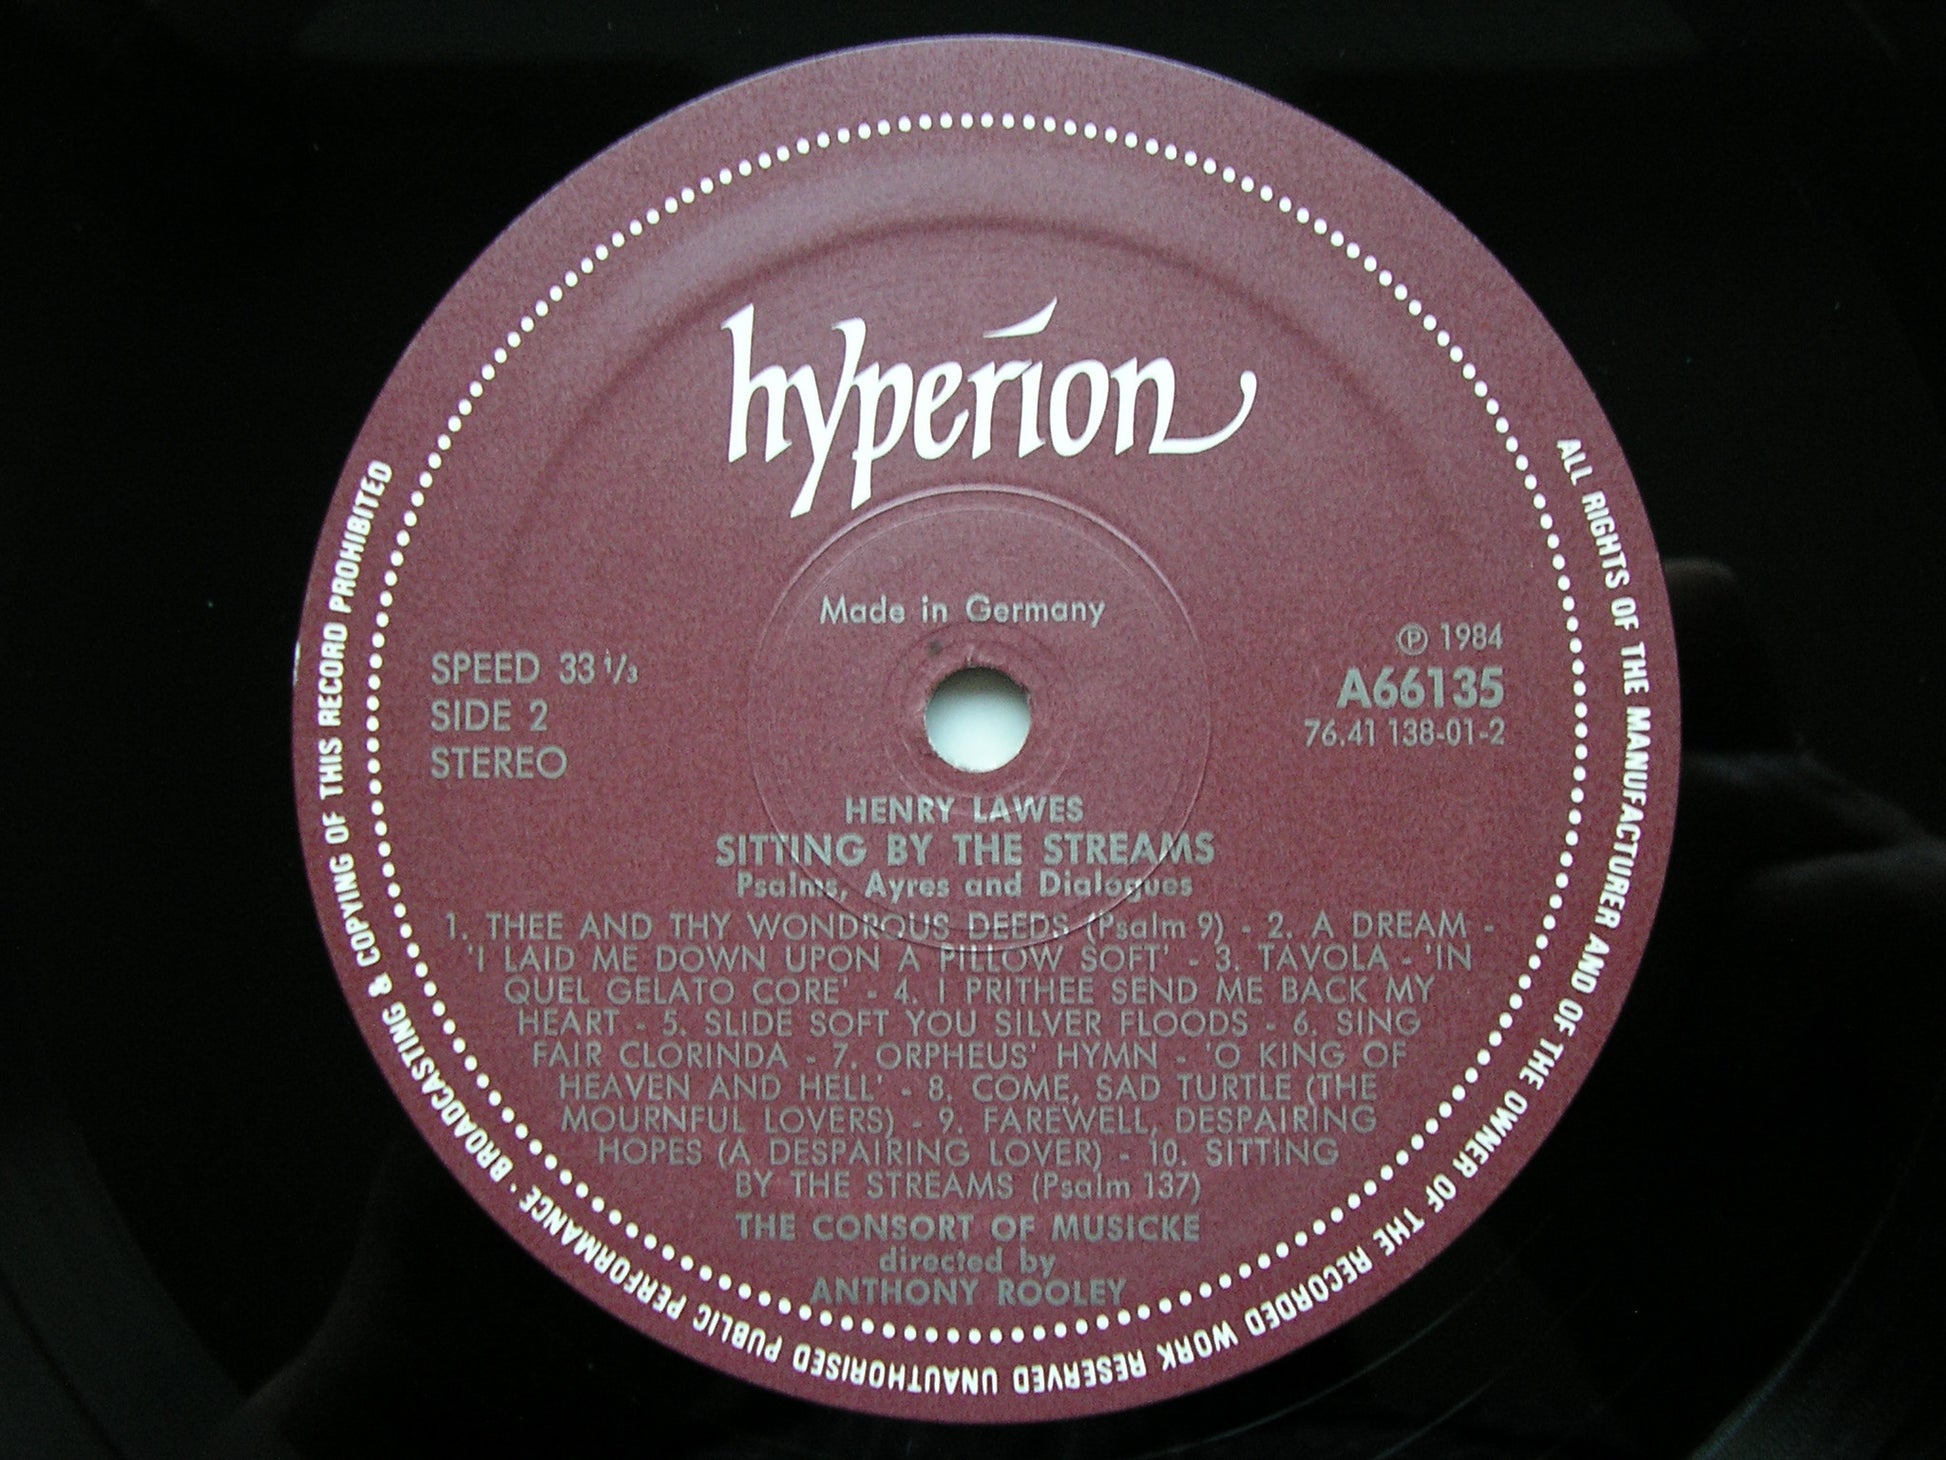 hyperion
Made in Germany
SPEED 33 1/3
SIDE 2
STEREO
℗ 1984
A66135
76.41 138-01-2
HENRY LAWES
SITTING BY THE STREAMS
Psalms, Ayres and Dialogues
1. THEE AND THY WONDROUS DEEDS (Psalm 9) - 2. A DREAM -
'I LAID ME DOWN UPON A PILLOW SOFT' - 3. TAVOLA - 'IN
QUEL GELATO CORE' - 4. I PRITHEE SEND ME BACK MY
HEART - 5. SLIDE SOFT YOU SILVER FLOODS - 6. SING
FAIR CLORINDA - 7. ORPHEUS' HYMN - 'O KING OF
HEAVEN AND HELL' - 8. COME, SAD TURTLE (THE
MOURNFUL LOVERS) - 9. FAREWELL, DESPAIRING
HOPES (A DESPAIRING LOVER) - 10. SITTING
BY THE STREAMS (Psalm 137)
THE CONSORT OF MUSICKE
directed by
ANTHONY ROOLEY
ALL RIGHTS OF THE MANUFACTURER AND OF THE OWNER OF THE RECORDED WORK RESERVED UNAUTHORISED PUBLIC PERFORMANCE, BROADCASTING & COPYING OF THIS RECORD PROHIBITED